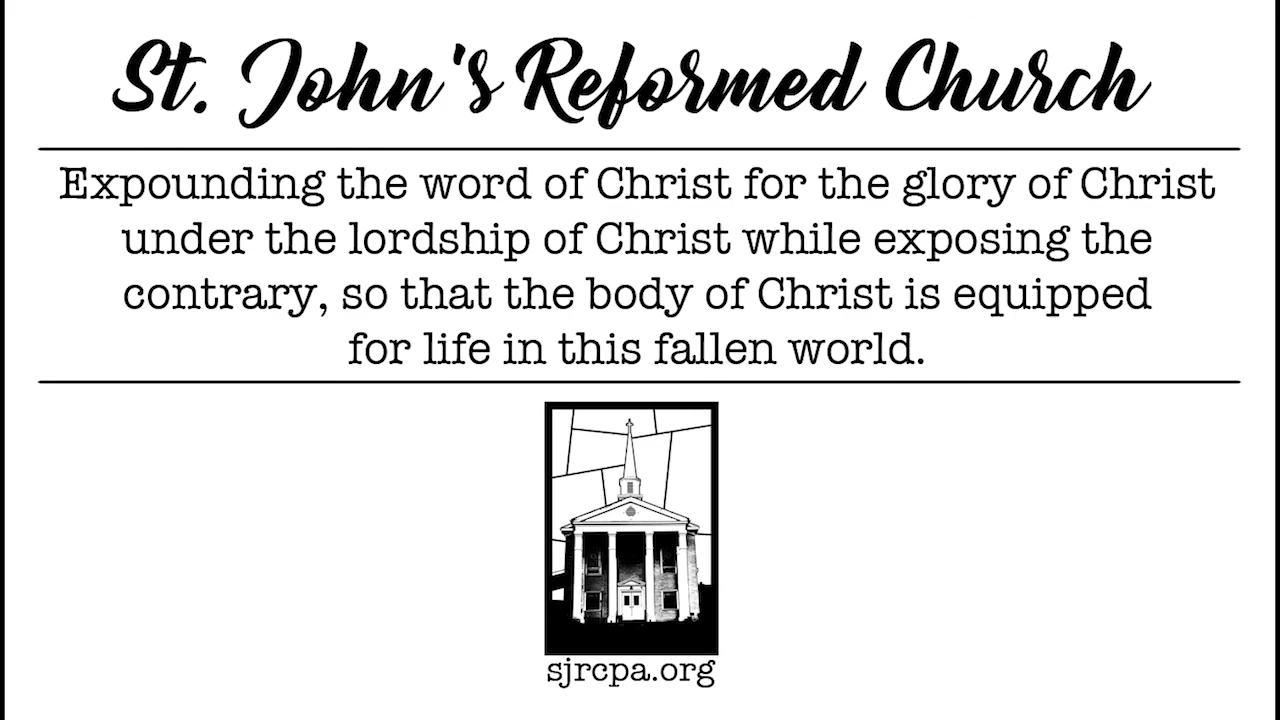 St. John's Reformed Church
Expounding the word of Christ for the glory of Christ
under the lordship of Christ while exposing the
contrary, so that the body of Christ is equipped
for life in this fallen world.
sjrcpa.org